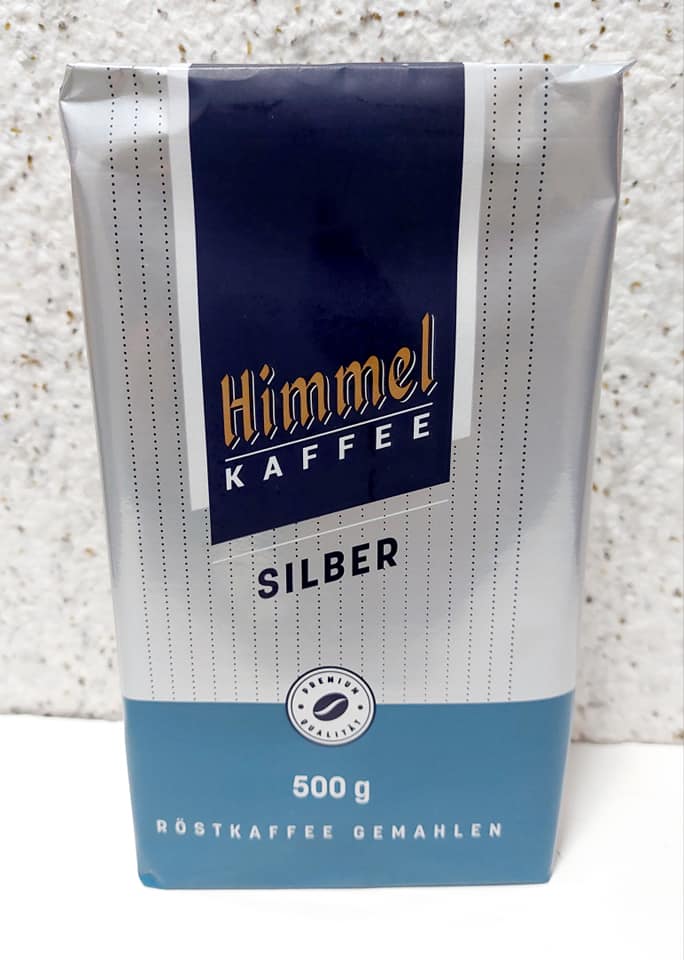 Himmel
KAFFEE
SILBER
PREMIUM
QUALITÄT
500 g
RÖSTKAFFEE GEMAHLEN